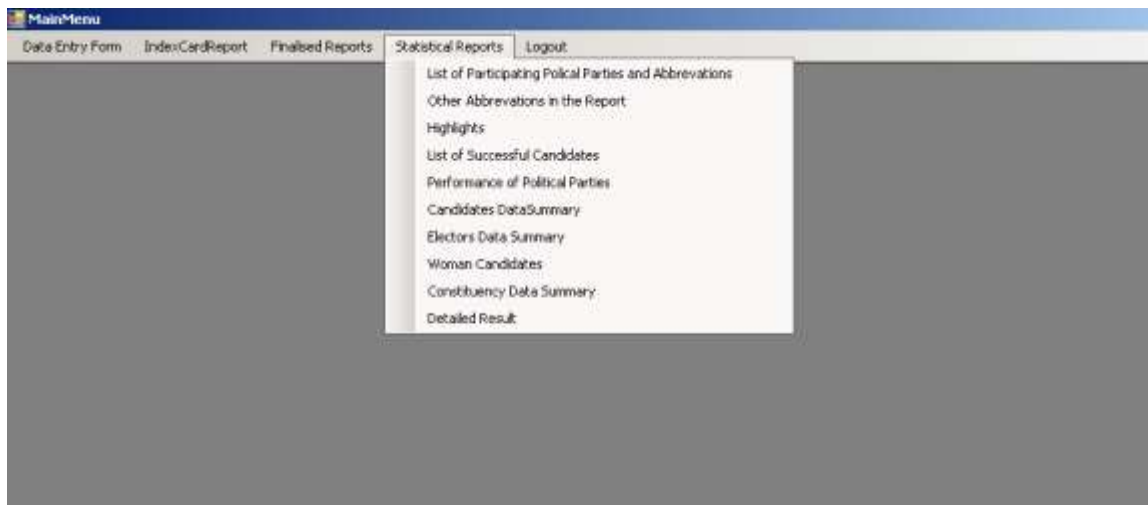 MainMenu
Data Entry Form IndexCardReport Finalised Reports Statistical Reports Logout
List of Participating Polical Parties and Abbrevations
Other Abbrevations in the Report
Highlights
List of Successful Candidates
Performance of Political Parties
Candidates DataSummary
Electors Data Summary
Woman Candidates
Constituency Data Summary
Detailed Result